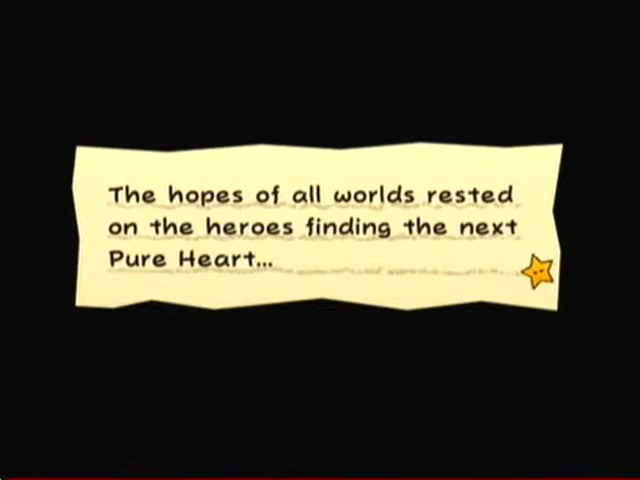 The hopes of all worlds rested
on the heroes finding the next
Pure Heart...